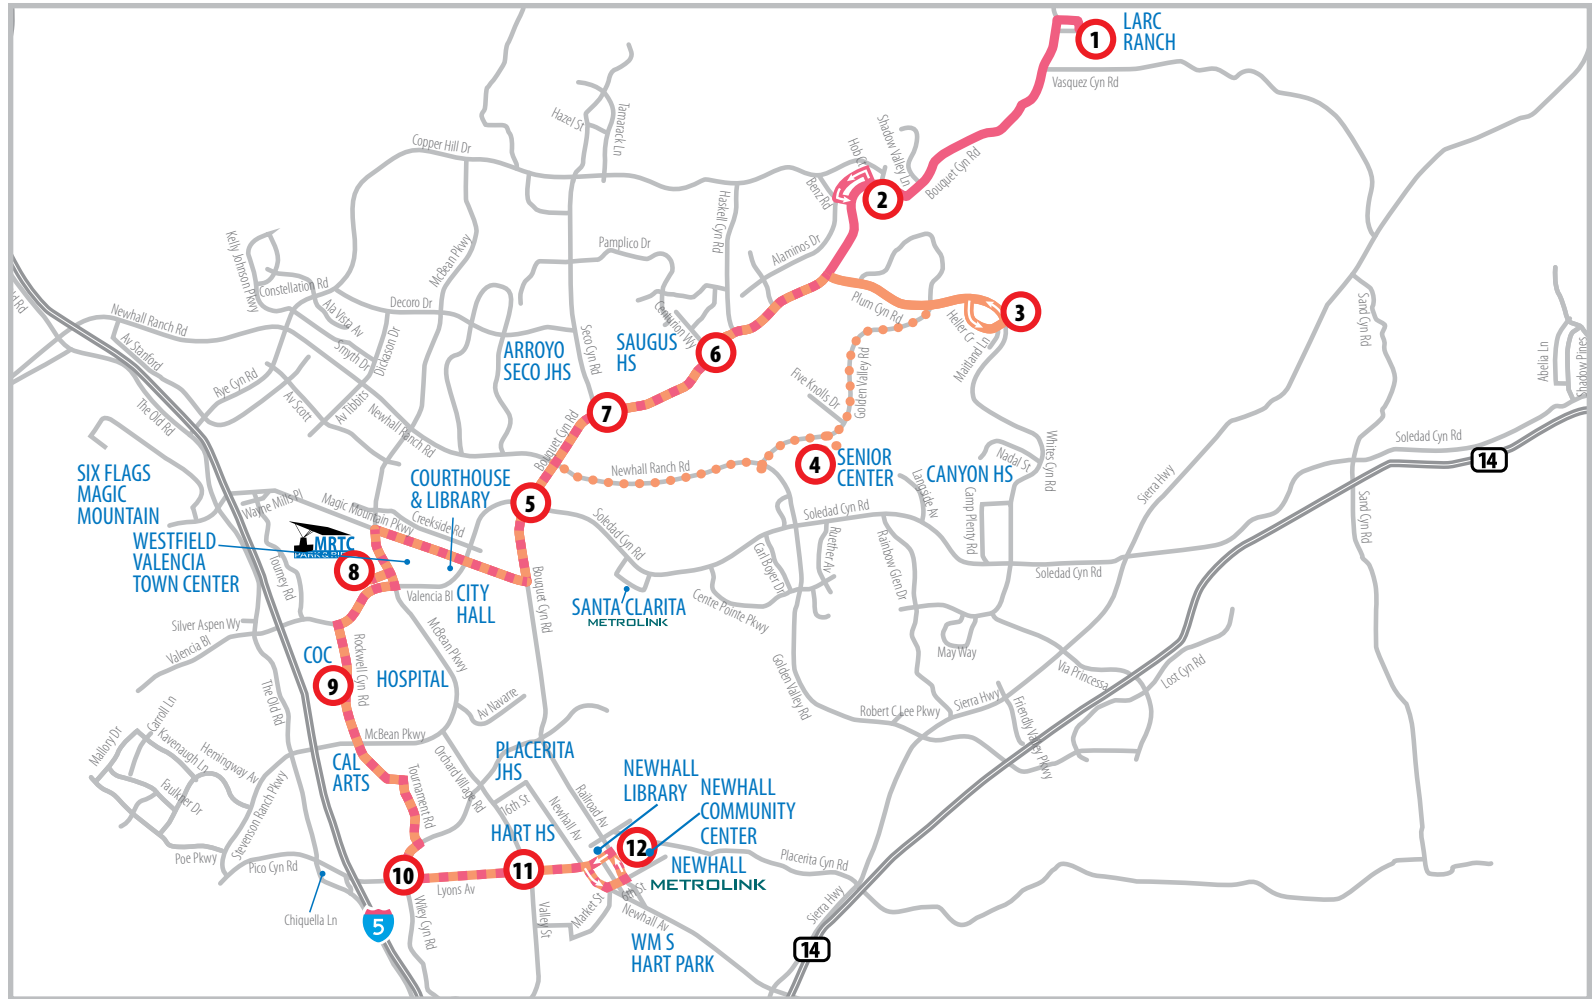 1
LARC
RANCH
Vasquez Cyn Rd
Tamarack Ln
Hazel St
Copper Hill Dr
Hob Ct
Shadow Valley Ln
Benz Rd
2
Bouquet Cyn Rd
Haskell Cyn Rd
Alaminos Dr
Pamplico Dr
McBean Pkwy
Kelly Johnson Pkwy
Constellation Rd
Ala Vista Av
Decoro Dr
Newhall Ranch Rd
Av Stanford
Smyth Dr
Dickason Dr
Rye Cyn Rd
Av Scott
Av Tibbits
Newhall Ranch Rd
The Old Rd
Centurion Wy
Seco Cyn Rd
ARROYO
SECO JHS
SAUGUS
HS
6
7
Plum Cyn Rd
Heller Cr
3
Maitland Ln
Golden Valley Rd
Five Knolls Dr
Sand Cyn Rd
Abelia Ln
Shadow Pines
Soledad Cyn Rd
14
Whites Cyn Rd
Nadal St
CANYON HS
Langside Av
Camp Plenty Rd
Sierra Hwy
Sand Cyn Rd
4
SENIOR
CENTER
Newhall Ranch Rd
Bouquet Cyn Rd
5
COURTHOUSE
& LIBRARY
SIX FLAGS
MAGIC
MOUNTAIN
Wayne Mills Pl
Magic Mountain Pkwy
Creekside Rd
WESTFIELD
VALENCIA
TOWN CENTER
MRTC
PARK & RIDE
8
Valencia Bl
CITY
HALL
Bouquet Cyn Rd
Soledad Cyn Rd
SANTA CLARITA
METROLINK
Centre Pointe Pkwy
Carl Boyer Dr
Ruether Av
Soledad Cyn Rd
Rainbow Glen Dr
Soledad Cyn Rd
May Way
Via Princessa
Lost Cyn Rd
Tourney Rd
Silver Aspen Wy
Valencia Bl
COC
9
Rockwell Cyn Rd
HOSPITAL
McBean Pkwy
Av Navarre
The Old Rd
McBean Pkwy
Golden Valley Rd
Robert C Lee Pkwy
Sierra Hwy
Friendly Valley Pkwy
Mallory Dr
Carroll Ln
Kavenaugh Ln
Hemingway Av
Faulkner Dr
Stevenson Ranch Pkwy
Poe Pkwy
Pico Cyn Rd
Chiquella Ln
5
CAL
ARTS
Tournament Rd
Orchard Village Rd
PLACERITA
JHS
16th St
Newhall Av
Railroad Av
NEWHALL
LIBRARY
NEWHALL
COMMUNITY
CENTER
HART HS
10
Lyons Av
11
12
NEWHALL
METROLINK
Placerita Cyn Rd
Wiley Cyn Rd
Valley St
Market St
6th St
Newhall Av
WM S
HART PARK
Sierra Hwy
14